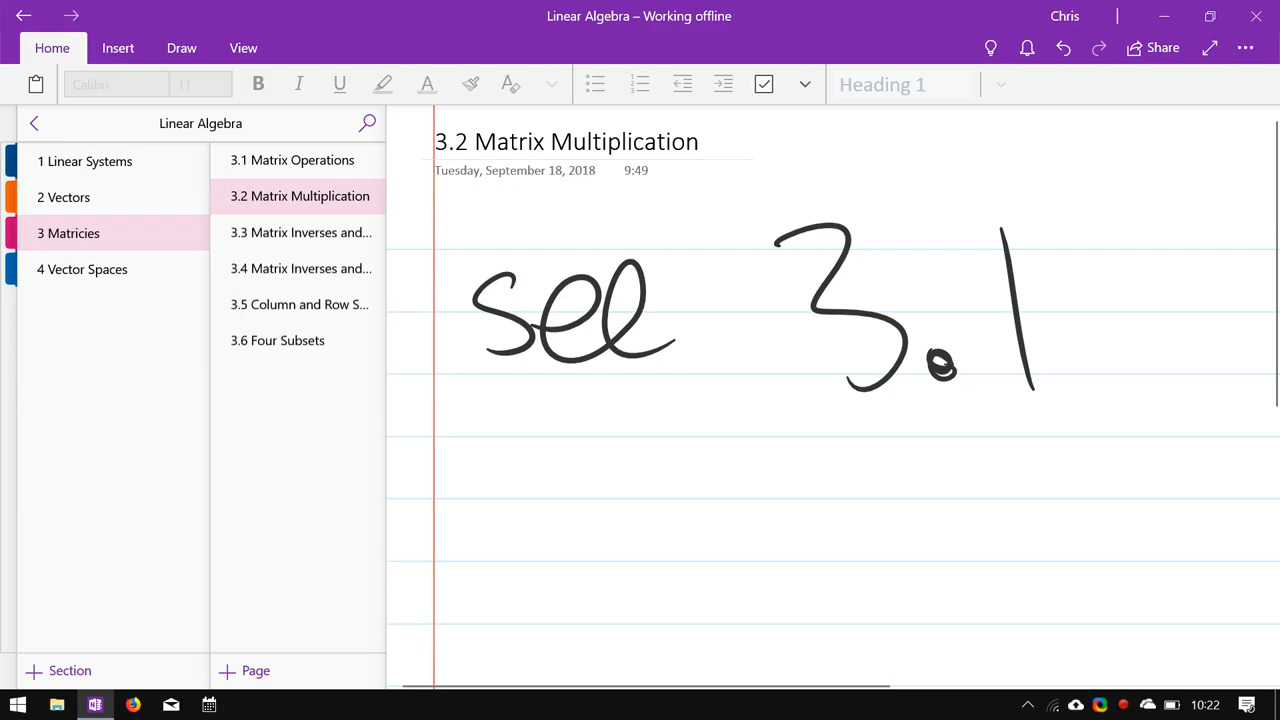 Linear Algebra – Working offline
Chris
Home
Insert
Draw
View
Share
Calibri
11
B
I
U
A
A
Heading 1
Linear Algebra
1 Linear Systems
2 Vectors
3 Matricies
4 Vector Spaces
Section
3.1 Matrix Operations
3.2 Matrix Multiplication
3.3 Matrix Inverses and...
3.4 Matrix Inverses and...
3.5 Column and Row S...
3.6 Four Subsets
Page
3.2 Matrix Multiplication
Tuesday, September 18, 2018 9:49
see 3.1
10:22